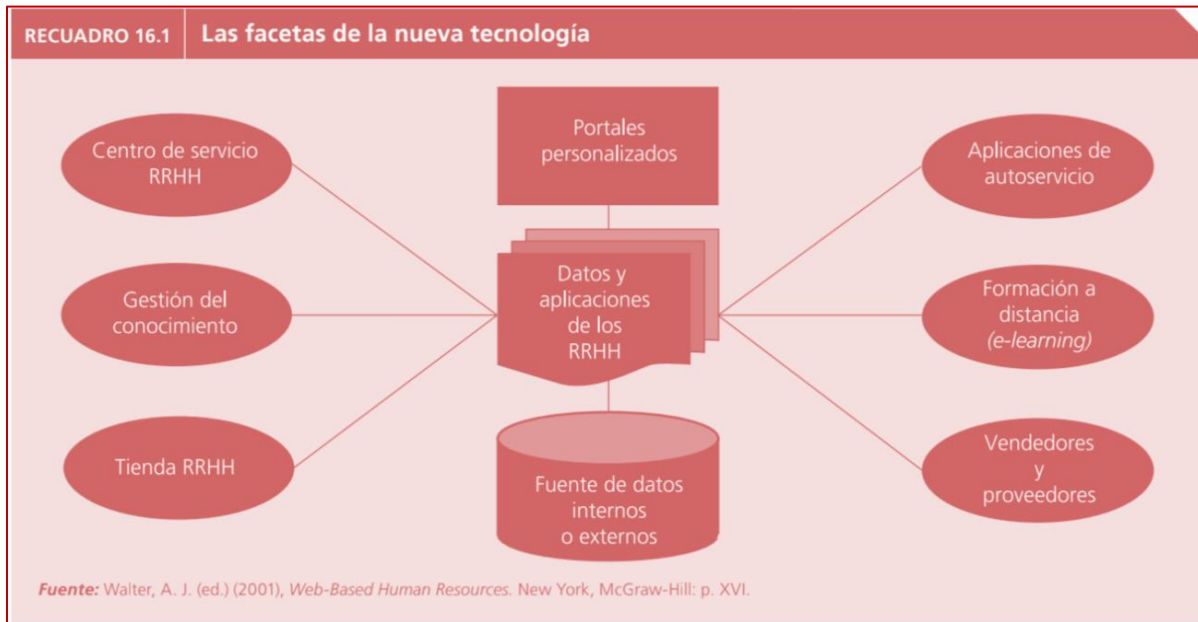 RECUADRO 16.1
Las facetas de la nueva tecnología
Centro de servicio
RRHH
Gestión del
conocimiento
Tienda RRHH
Portales
personalizados
Datos y
aplicaciones
de los
RRHH
Fuente de datos
internos
o externos
Aplicaciones de
autoservicio
Formación a
distancia
(e-learning)
Vendedores
y
proveedores
Fuente: Walter, A. J. (ed.) (2001), Web-Based Human Resources. New York, McGraw-Hill: p. XVI.